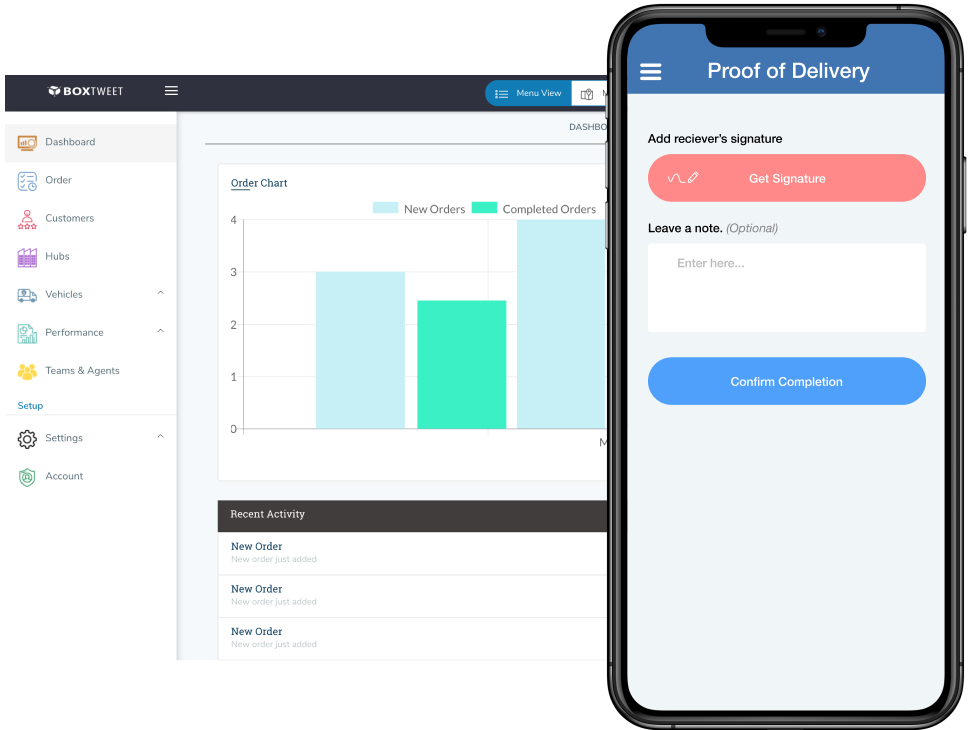 BOXTWEET
Menu View
DASHBO
Dashboard
Order
Customers
Hubs
Vehicles
Performance
Teams & Agents
Setup
Settings
Account
Order Chart
New Orders
Completed Orders
4
3
2
1
0
M
Recent Activity
New Order
New order just added
New Order
New order just added
New Order
New order just added
Proof of Delivery
Add reciever's signature
Get Signature
Leave a note. (Optional)
Enter here...
Confirm Completion